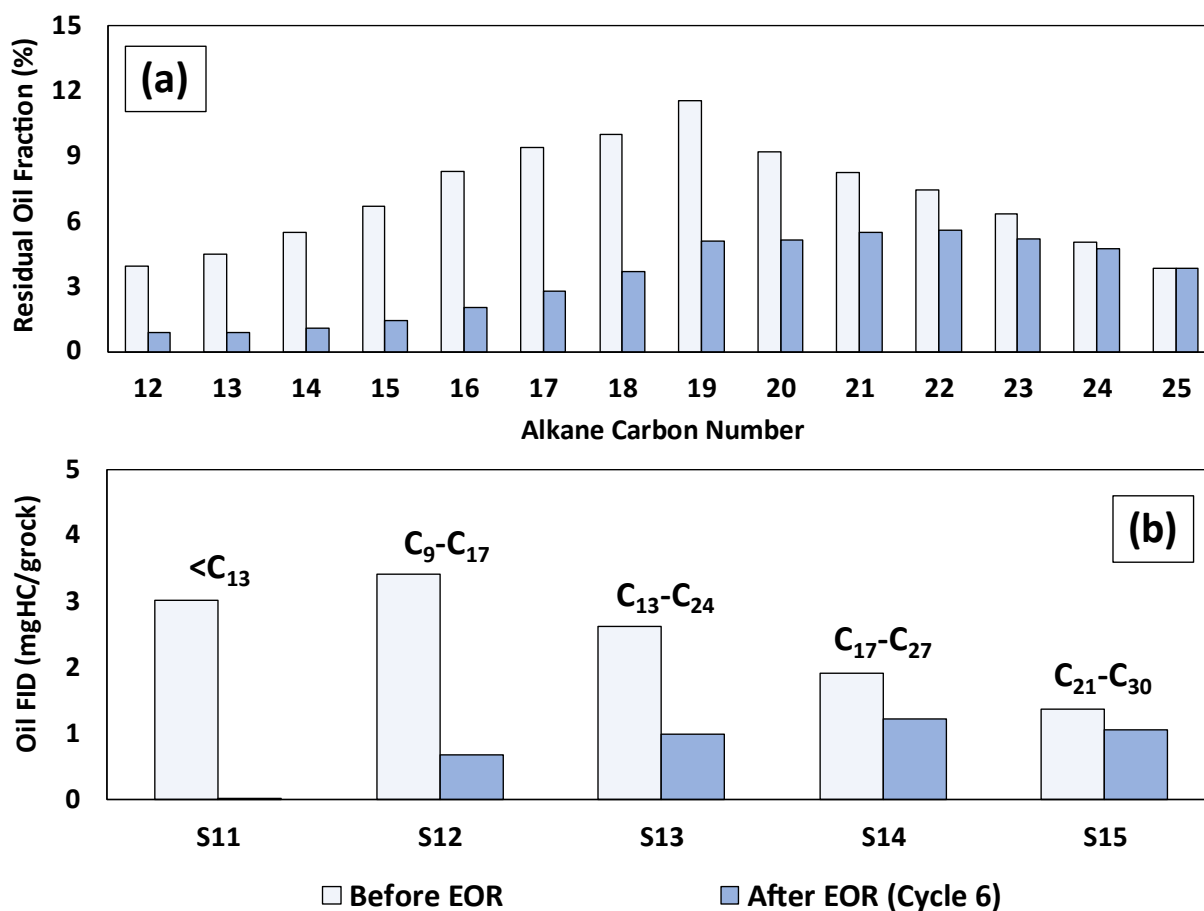 15
12
9
6
3
0
Residual Oil Fraction (%)
(a)
12 13 14 15 16 17 18 19 20 21 22 23 24 25
Alkane Carbon Number
5
4
3
2
1
0
Oil FID (mgHC/grock)
(b)
<C₁₃
C₉-C₁₇
C₁₃-C₂₄
C₁₇-C₂₇
C₂₁-C₃₀
S11 S12 S13 S14 S15
Before EOR After EOR (Cycle 6)